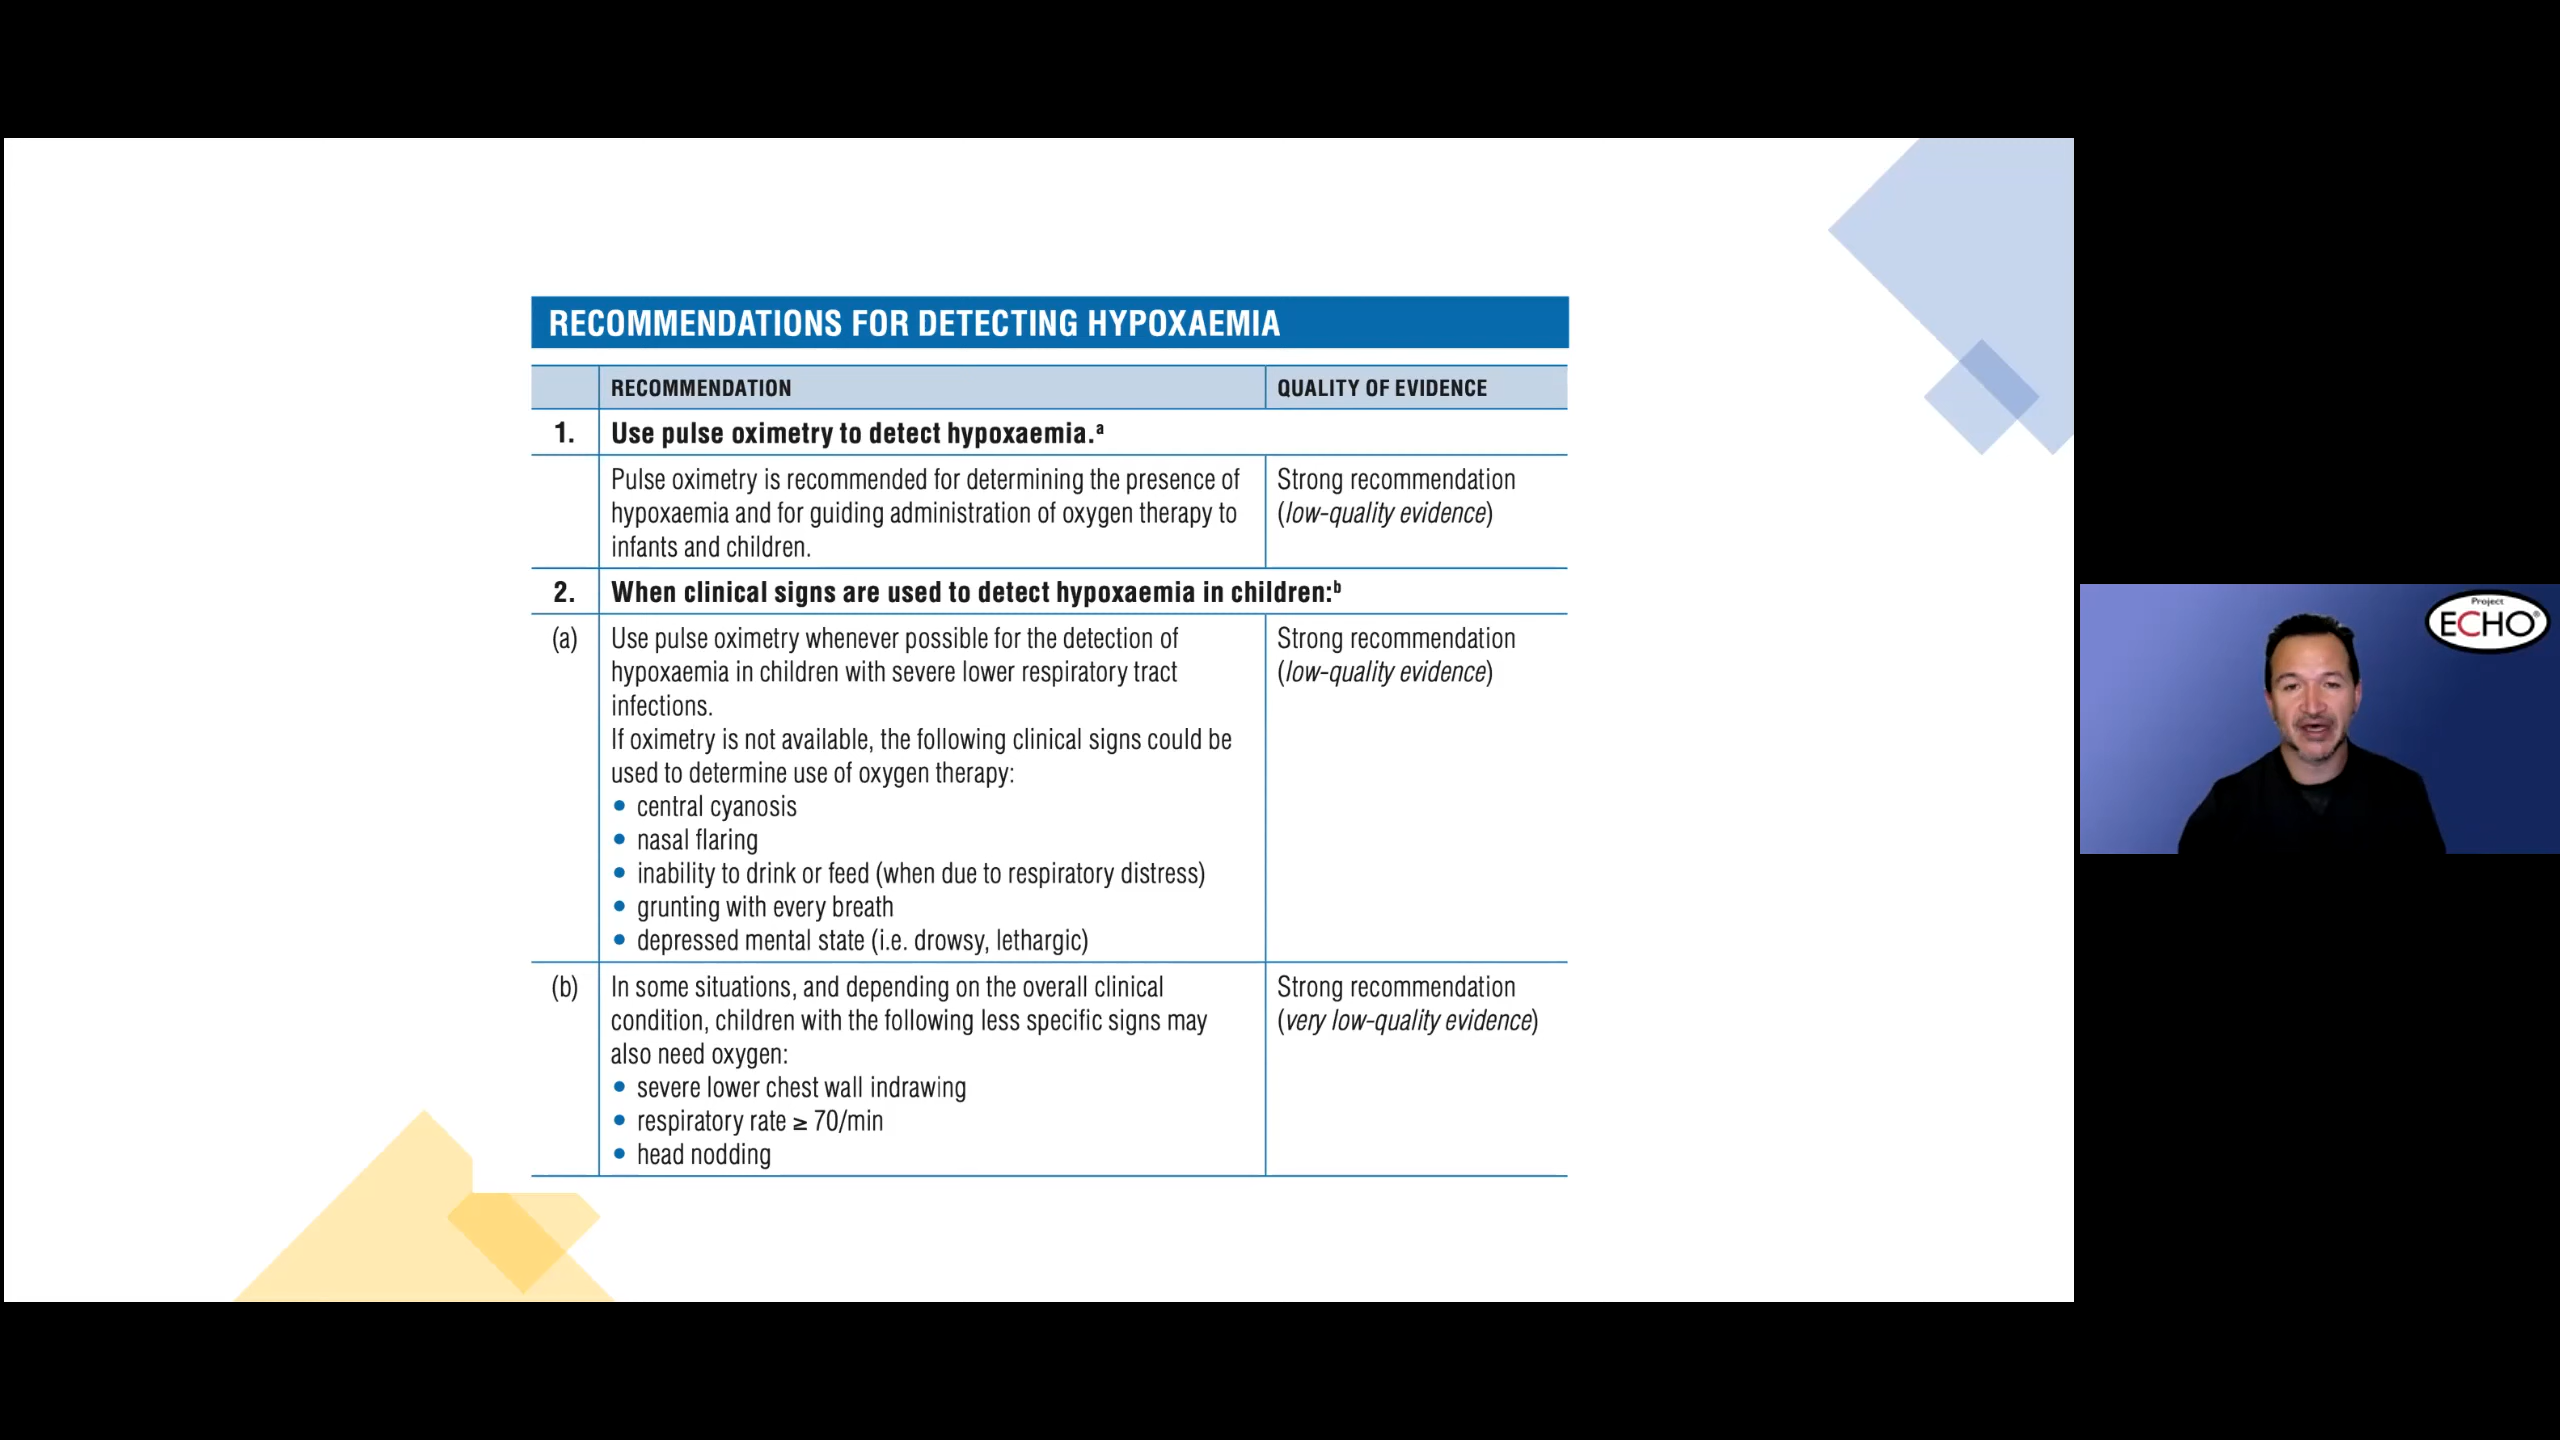 RECOMMENDATIONS FOR DETECTING HYPOXAEMIA
RECOMMENDATION QUALITY OF EVIDENCE
1. Use pulse oximetry to detect hypoxaemia.ᵃ
Pulse oximetry is recommended for determining the presence of
hypoxaemia and for guiding administration of oxygen therapy to
infants and children.
Strong recommendation
(low-quality evidence)
2. When clinical signs are used to detect hypoxaemia in children:ᵇ
(a) Use pulse oximetry whenever possible for the detection of
hypoxaemia in children with severe lower respiratory tract
infections.
If oximetry is not available, the following clinical signs could be
used to determine use of oxygen therapy:
• central cyanosis
• nasal flaring
• inability to drink or feed (when due to respiratory distress)
• grunting with every breath
• depressed mental state (i.e. drowsy, lethargic)
Strong recommendation
(low-quality evidence)
(b) In some situations, and depending on the overall clinical
condition, children with the following less specific signs may
also need oxygen:
• severe lower chest wall indrawing
• respiratory rate ≥ 70/min
• head nodding
Strong recommendation
(very low-quality evidence)
Project
ECHO®